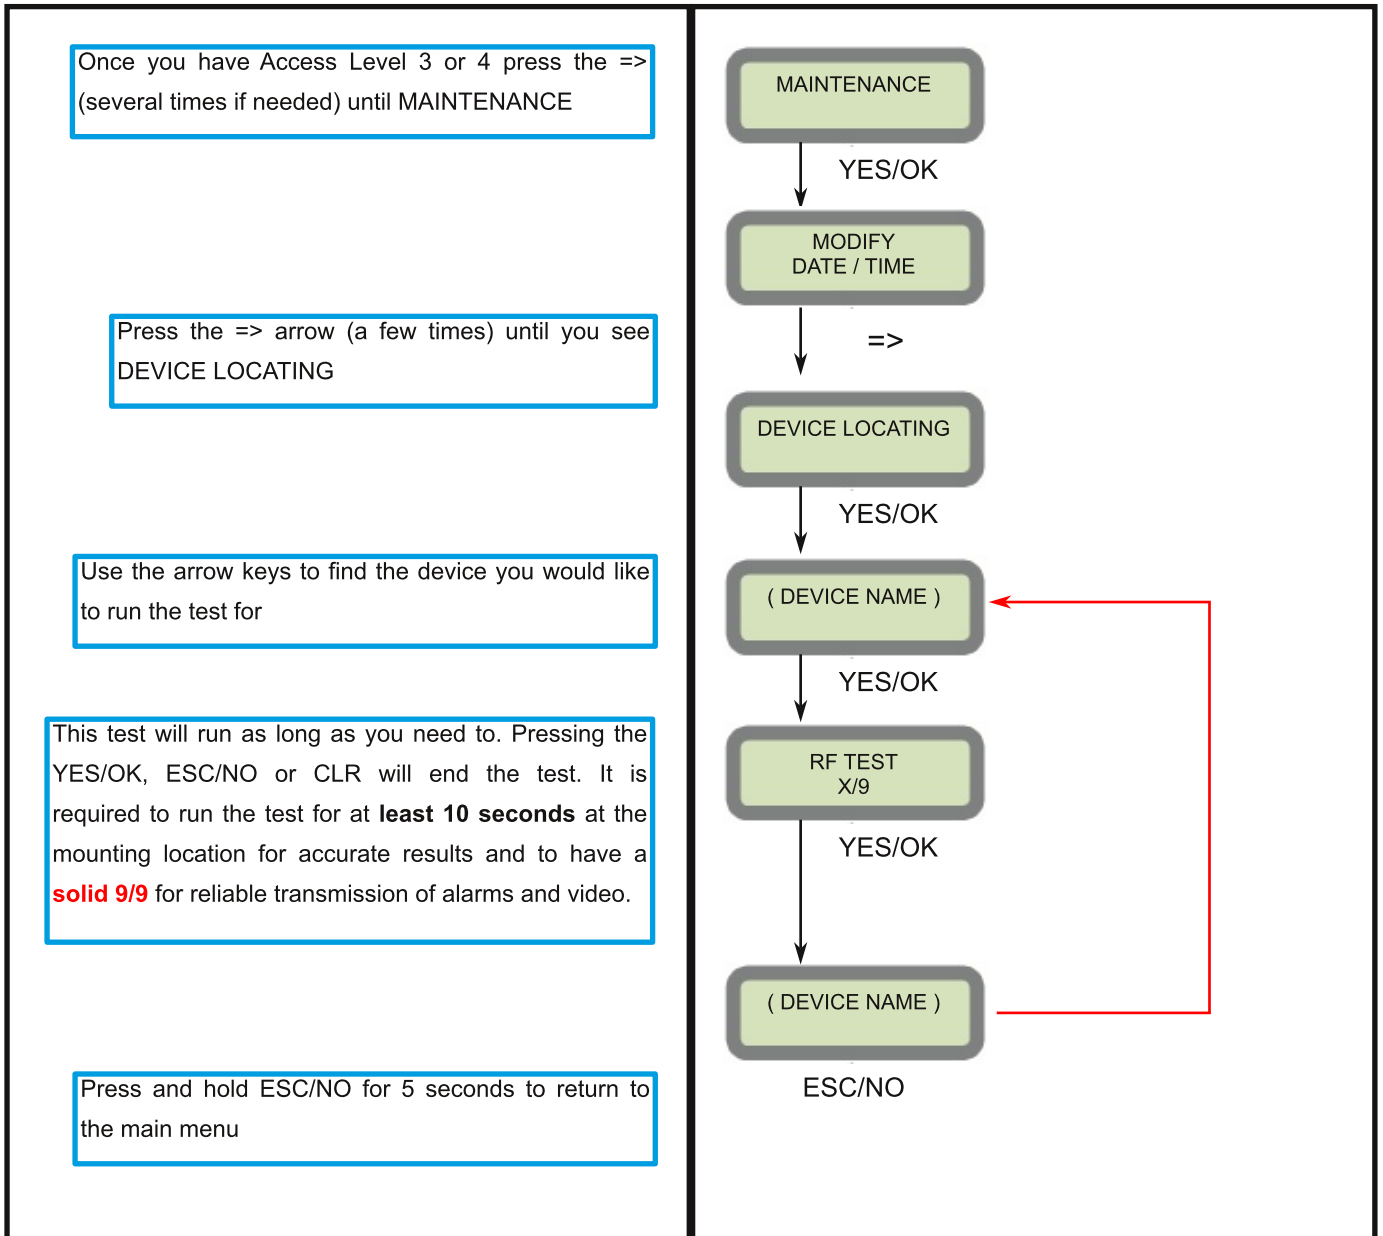 Once you have Access Level 3 or 4 press the =>
(several times if needed) until MAINTENANCE
MAINTENANCE
YES/OK
MODIFY
DATE / TIME
Press the => arrow (a few times) until you see
DEVICE LOCATING
=>
DEVICE LOCATING
YES/OK
Use the arrow keys to find the device you would like
to run the test for
( DEVICE NAME )
YES/OK
This test will run as long as you need to. Pressing the
YES/OK, ESC/NO or CLR will end the test. It is
required to run the test for at least 10 seconds at the
mounting location for accurate results and to have a
solid 9/9 for reliable transmission of alarms and video.
RF TEST
X/9
YES/OK
( DEVICE NAME )
ESC/NO
Press and hold ESC/NO for 5 seconds to return to
the main menu